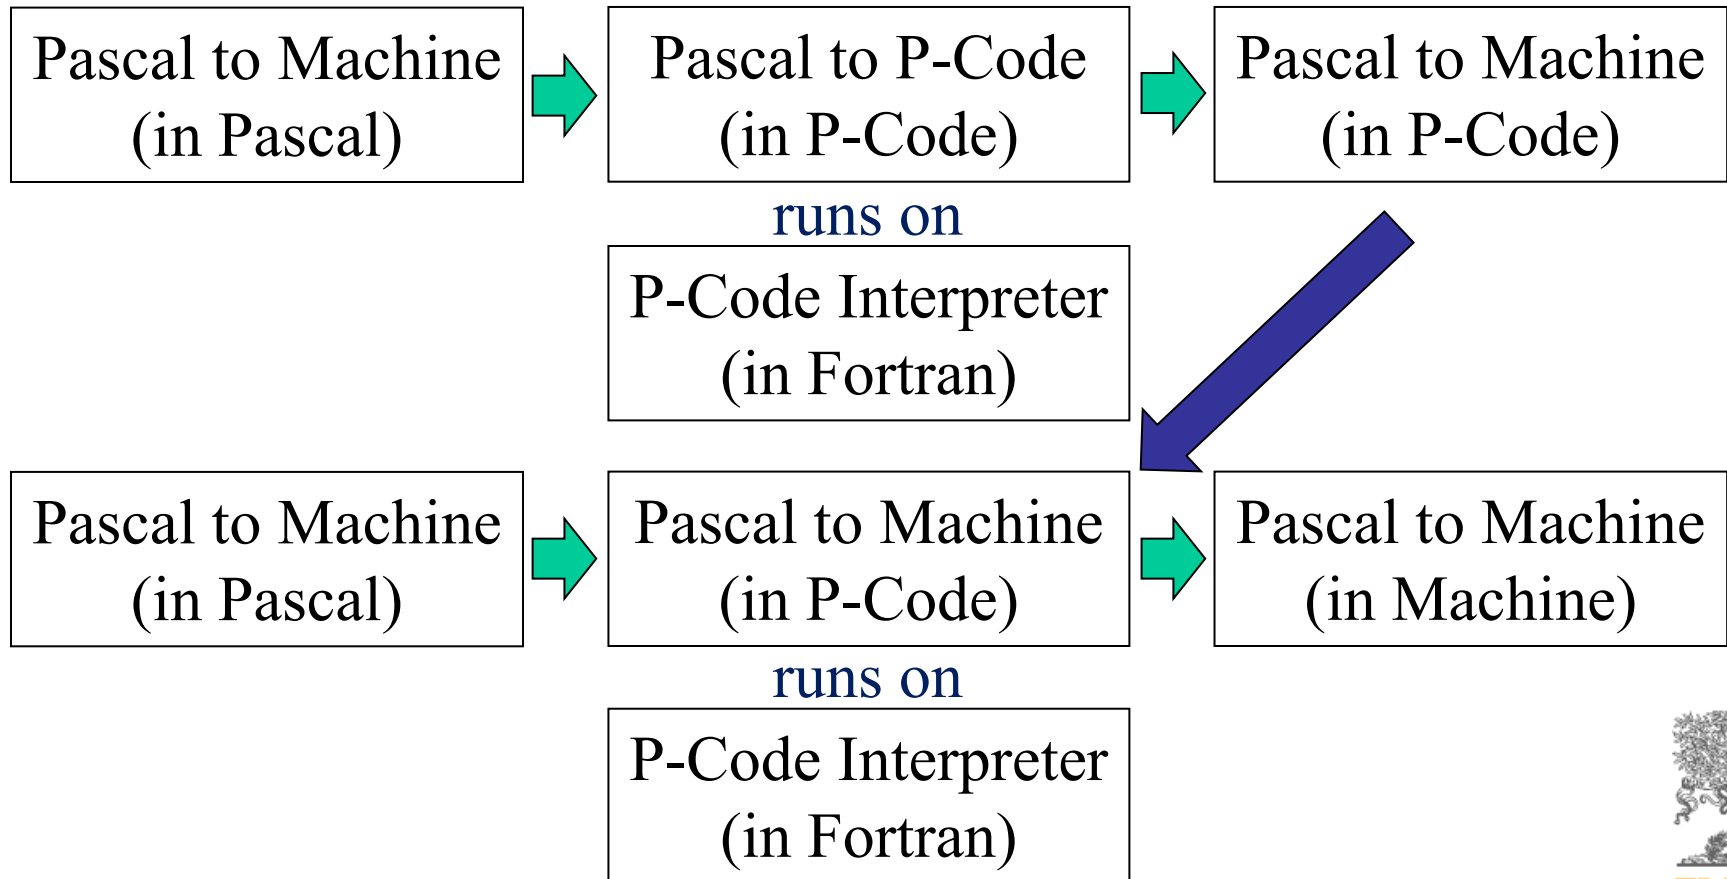 Pascal to Machine
(in Pascal)
Pascal to P-Code
(in P-Code)
Pascal to Machine
(in P-Code)
runs on
P-Code Interpreter
(in Fortran)
Pascal to Machine
(in Pascal)
Pascal to Machine
(in P-Code)
Pascal to Machine
(in Machine)
runs on
P-Code Interpreter
(in Fortran)